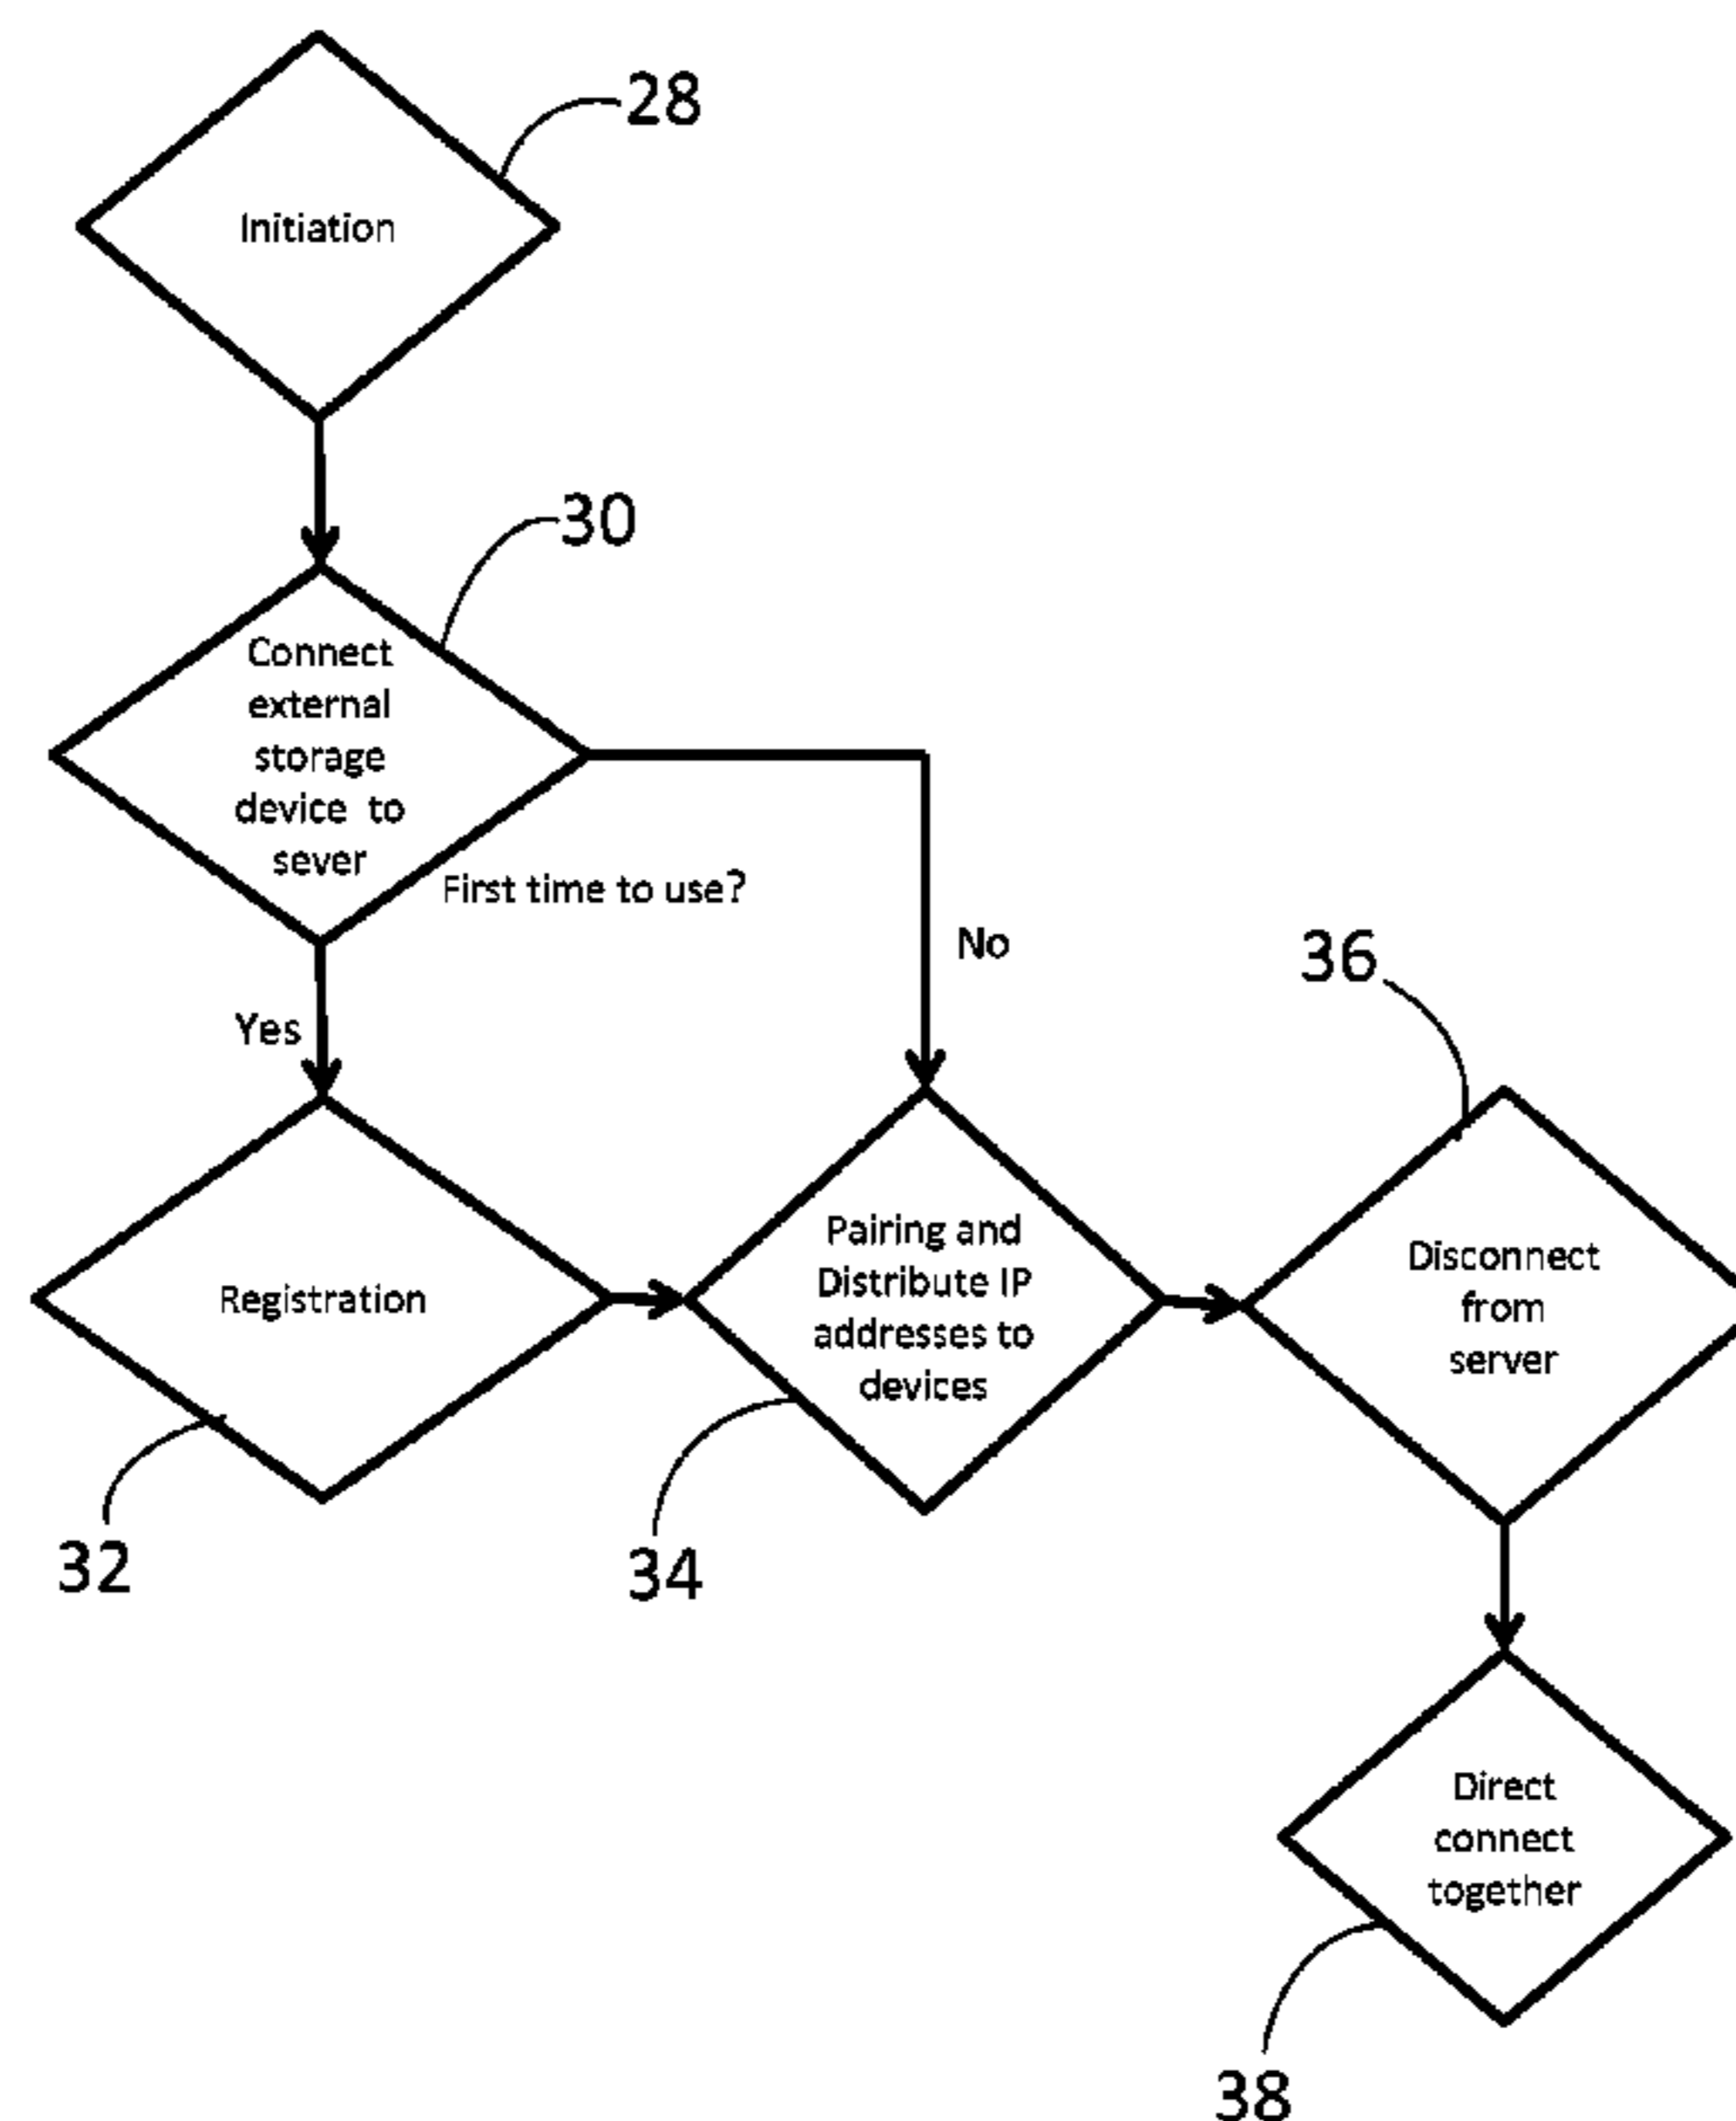 28
Initiation
30
Connect
external
storage
device to
sever
First time to use?
No
Yes
36
Registration
Pairing and
Distribute IP
addresses to
devices
Disconnect
from
server
32
34
Direct
connect
together
38